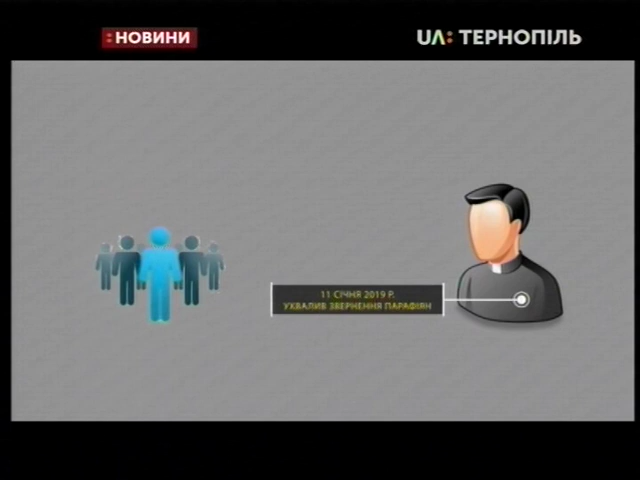 :НОВИНИ
UA: ТЕРНОПІЛЬ
11 СІЧНЯ 2019 Р.
УХВАЛИВ ЗВЕРНЕННЯ ПАРАФІЯН